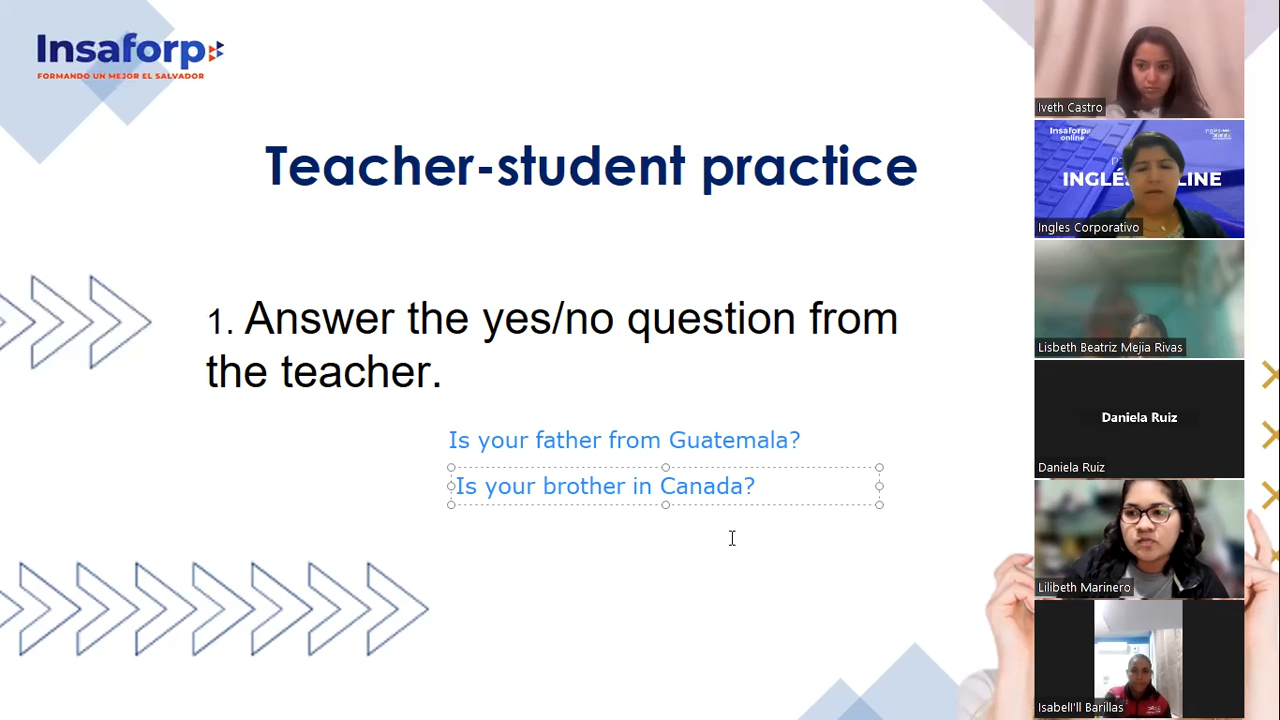 Insaforp
FORMANDO UN MEJOR EL SALVADOR
Teacher-student practice
1. Answer the yes/no question from
the teacher.
Is your father from Guatemala?
Is your brother in Canada?
Iveth Castro
Insaforp
online
INGLÉS
LINE
Ingles Corporativo
Lisbeth Beatriz Mejia Rivas
Daniela Ruiz
Daniela Ruiz
Lilibeth Marinero
Isabell'll Barillas